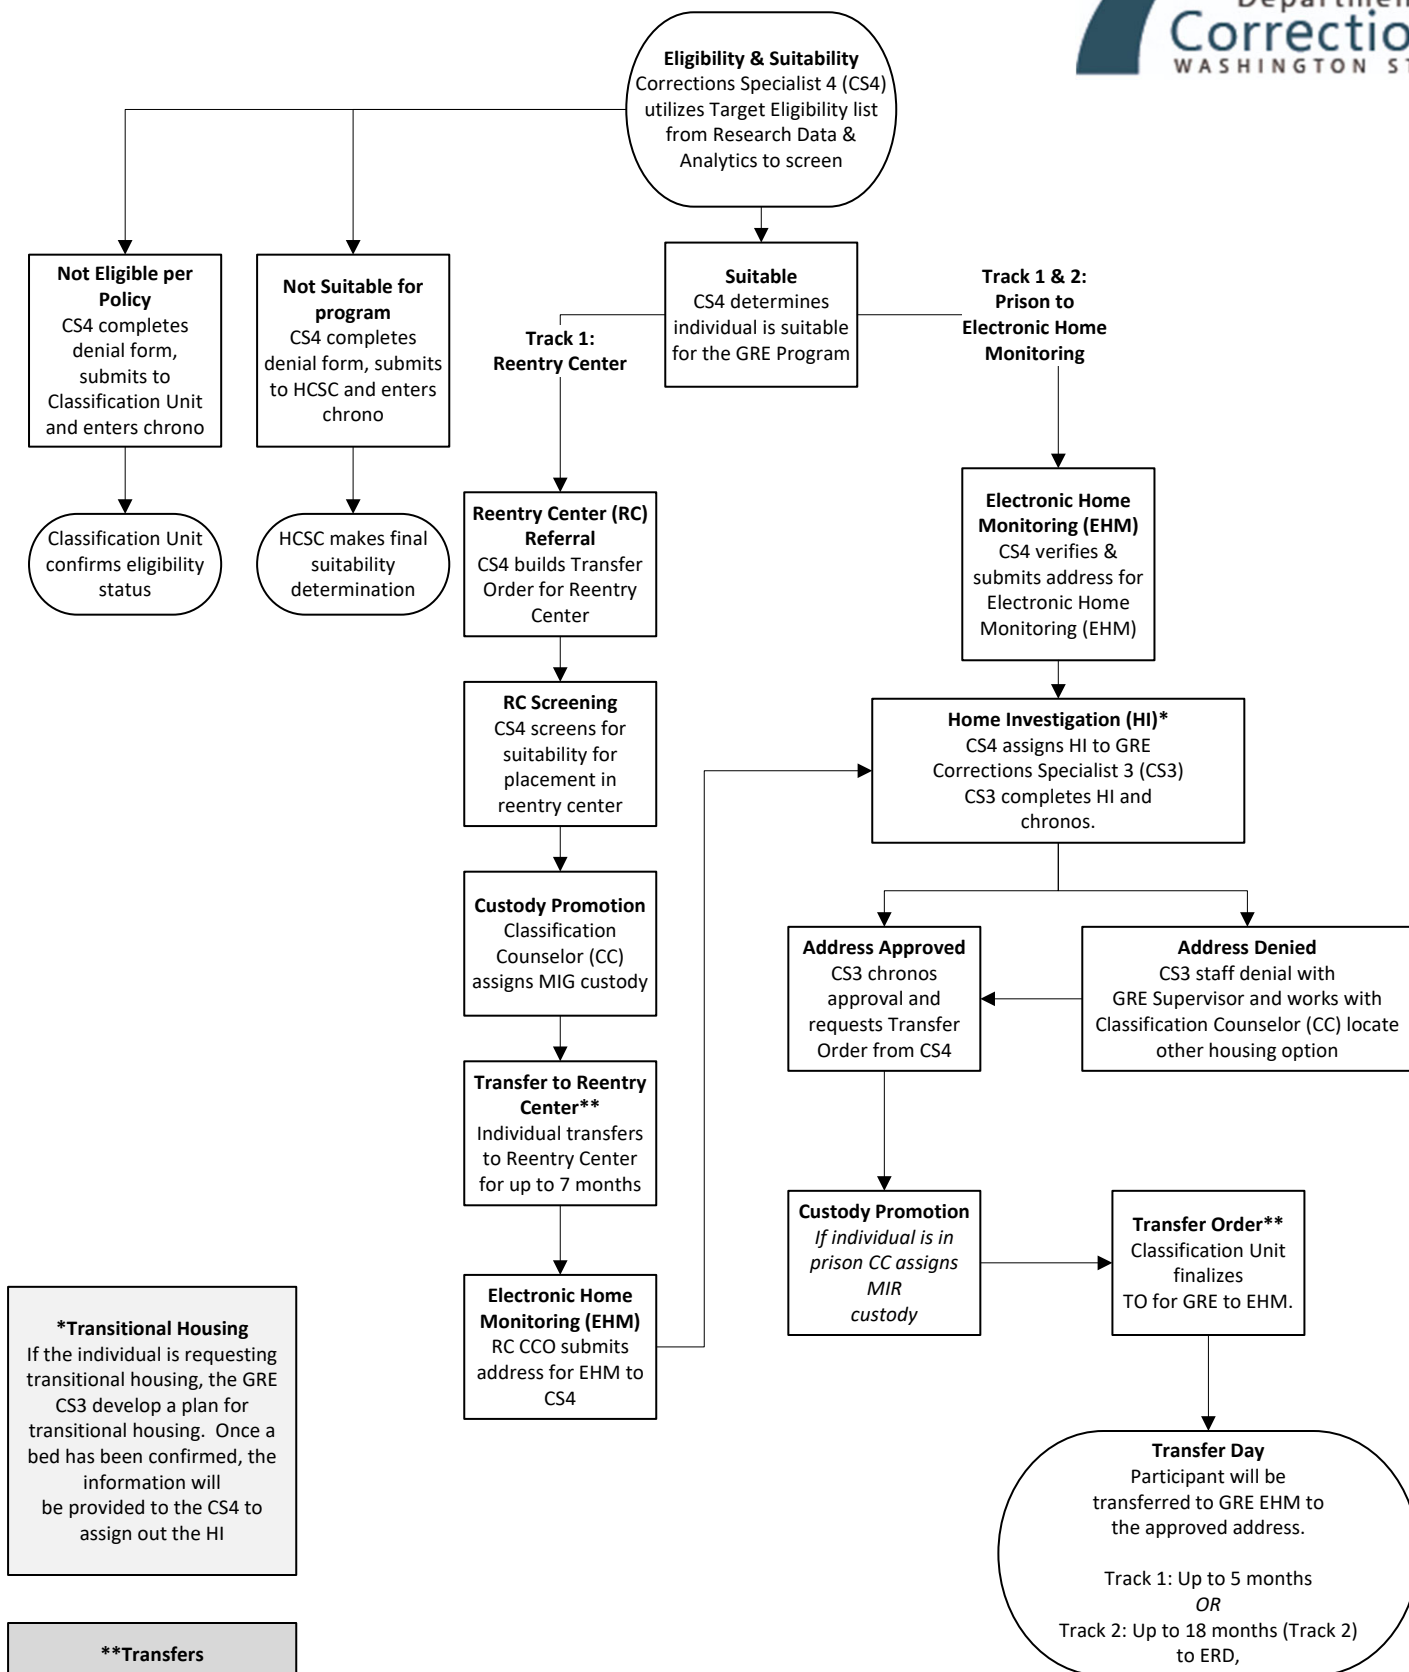 Departmen
Correctio
WASHINGTON ST
Eligibility & Suitability
Corrections Specialist 4 (CS4)
utilizes Target Eligibility list
from Research Data &
Analytics to screen
Not Eligible per
Policy
CS4 completes
denial form,
submits to
Classification Unit
and enters chrono
Not Suitable for
program
CS4 completes
denial form, submits
to HCSC and enters
chrono
Suitable
CS4 determines
individual is suitable
for the GRE Program
Track 1:
Reentry Center
Track 1 & 2:
Prison to
Electronic Home
Monitoring
Classification Unit
confirms eligibility
status
HCSC makes final
suitability
determination
Reentry Center (RC)
Referral
CS4 builds Transfer
Order for Reentry
Center
Electronic Home
Monitoring (EHM)
CS4 verifies &
submits address for
Electronic Home
Monitoring (EHM)
RC Screening
CS4 screens for
suitability for
placement in
reentry center
Home Investigation (HI)*
CS4 assigns HI to GRE
Corrections Specialist 3 (CS3)
CS3 completes HI and
chronos.
Custody Promotion
Classification
Counselor (CC)
assigns MIG custody
Address Approved
CS3 chronos
approval and
requests Transfer
Order from CS4
Address Denied
CS3 staff denial with
GRE Supervisor and works with
Classification Counselor (CC) locate
other housing option
Transfer to Reentry
Center**
Individual transfers
to Reentry Center
for up to 7 months
Custody Promotion
If individual is in
prison CC assigns
MIR
custody
Transfer Order**
Classification Unit
finalizes
TO for GRE to EHM.
Electronic Home
Monitoring (EHM)
RC CCO submits
address for EHM to
CS4
*Transitional Housing
If the individual is requesting
transitional housing, the GRE
CS3 develop a plan for
transitional housing. Once a
bed has been confirmed, the
information will
be provided to the CS4 to
assign out the HI
Transfer Day
Participant will be
transferred to GRE EHM to
the approved address.
Track 1: Up to 5 months
OR
Track 2: Up to 18 months (Track 2)
to ERD,
**Transfers